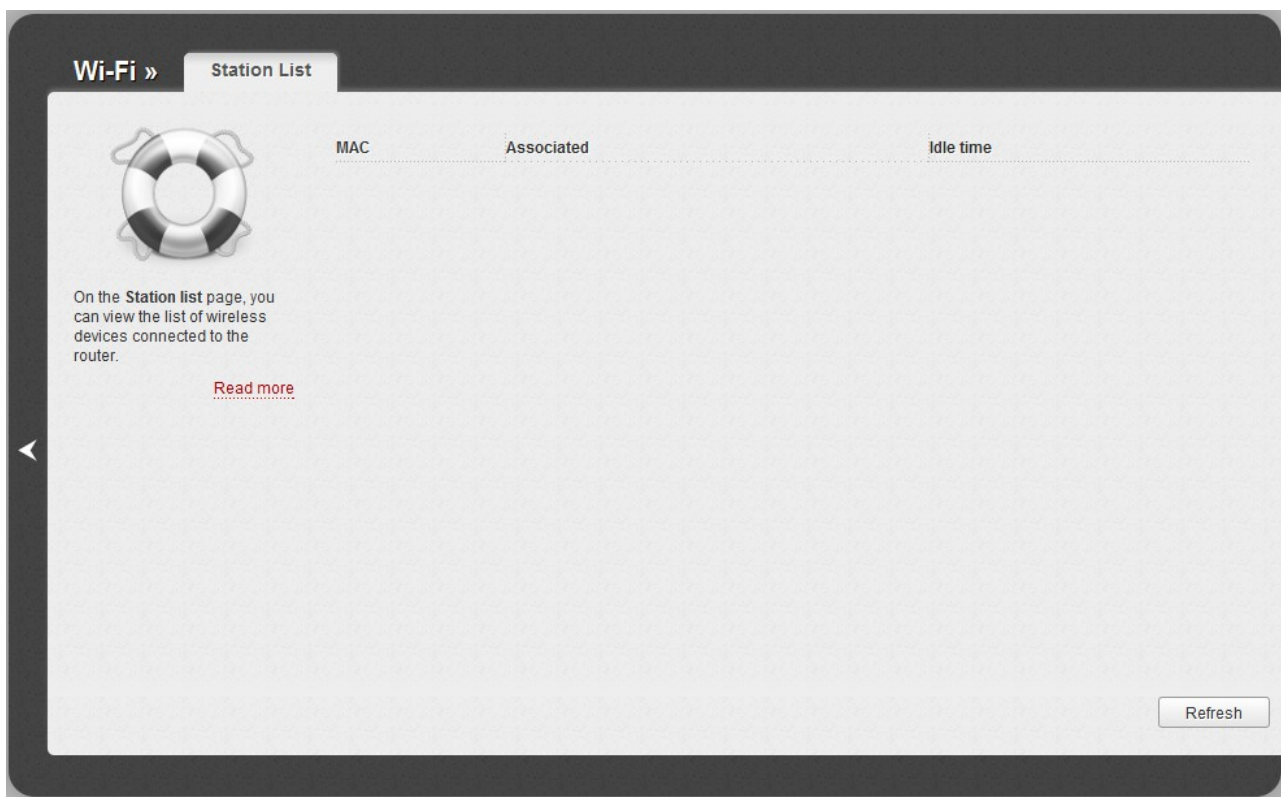 Wi-Fi »
Station List
MAC Associated Idle time
On the Station list page, you
can view the list of wireless
devices connected to the
router.
Read more
Refresh